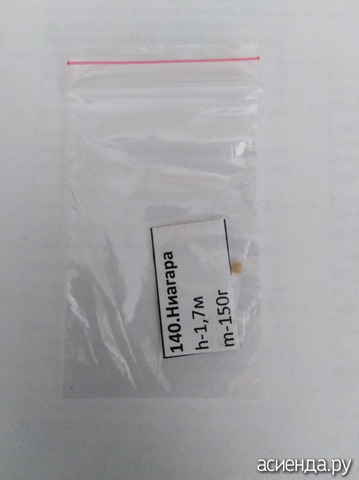 140.Ниагара
h-1,7м
m-150г
асиенда.ру